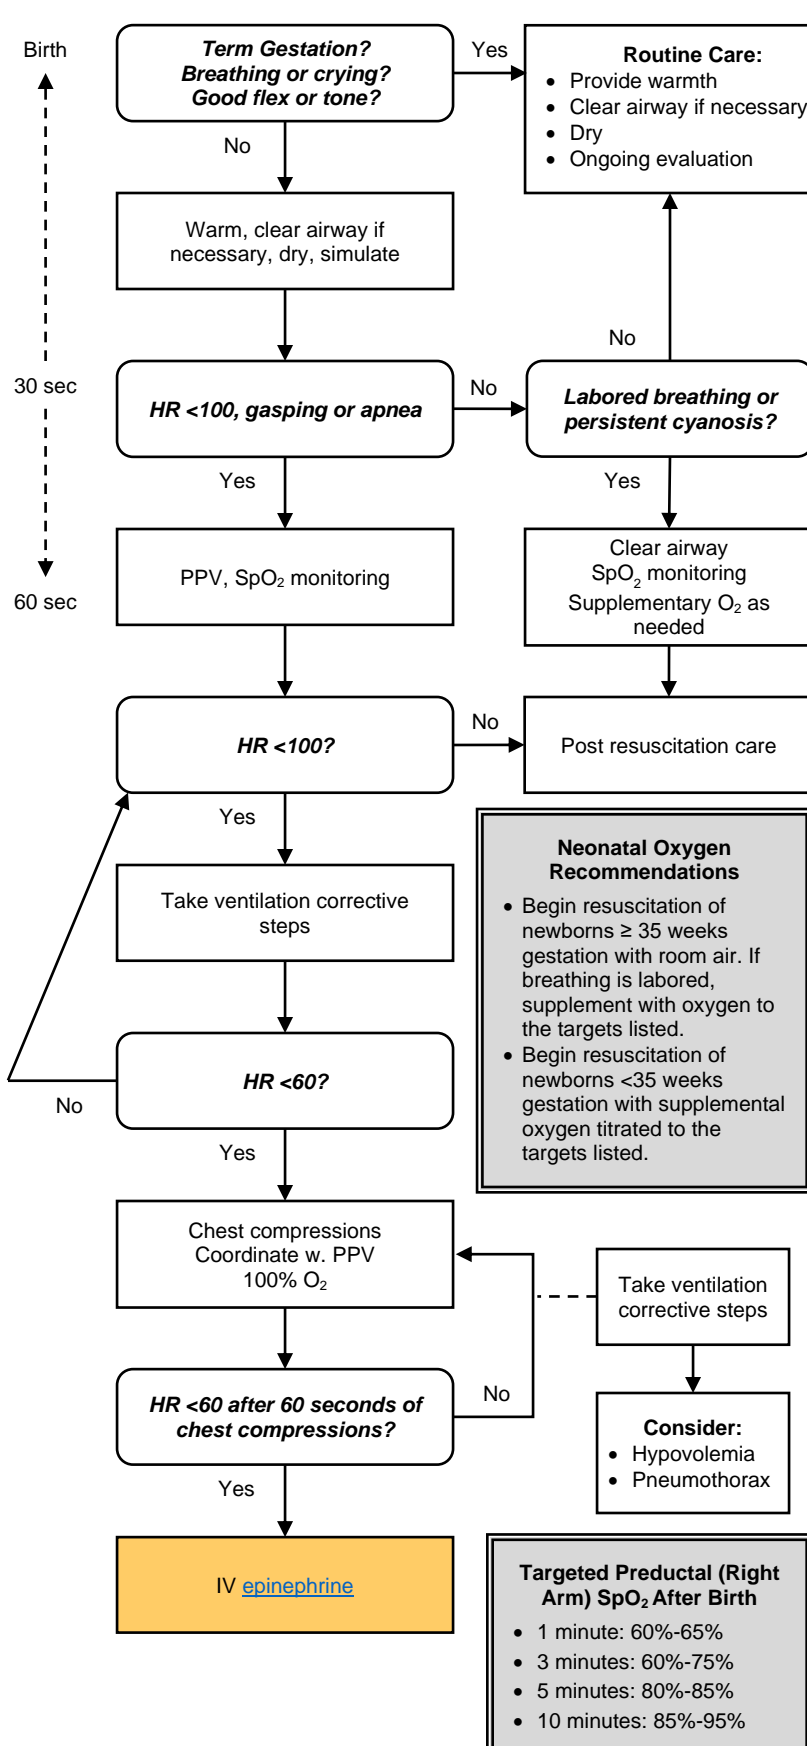 Birth
Term Gestation?
Breathing or crying?
Good flex or tone?
Yes
Routine Care:
• Provide warmth
• Clear airway if necessary
• Dry
• Ongoing evaluation
No
Warm, clear airway if
necessary, dry, simulate
No
30 sec
HR <100, gasping or apnea
No
Labored breathing or
persistent cyanosis?
Yes
Yes
60 sec
PPV, SpO₂ monitoring
Clear airway
SpO₂ monitoring
Supplementary O₂ as
needed
HR <100?
No
Post resuscitation care
Yes
Take ventilation corrective
steps
Neonatal Oxygen
Recommendations
• Begin resuscitation of
newborns ≥ 35 weeks
gestation with room air. If
breathing is labored,
supplement with oxygen to
the targets listed.
• Begin resuscitation of
newborns <35 weeks
gestation with supplemental
oxygen titrated to the
targets listed.
HR <60?
No
Yes
Chest compressions
Coordinate w. PPV
100% O₂
Take ventilation
corrective steps
HR <60 after 60 seconds of
chest compressions?
No
Consider:
• Hypovolemia
• Pneumothorax
Yes
IV epinephrine
Targeted Preductal (Right
Arm) SpO₂ After Birth
• 1 minute: 60%-65%
• 3 minutes: 60%-75%
• 5 minutes: 80%-85%
• 10 minutes: 85%-95%